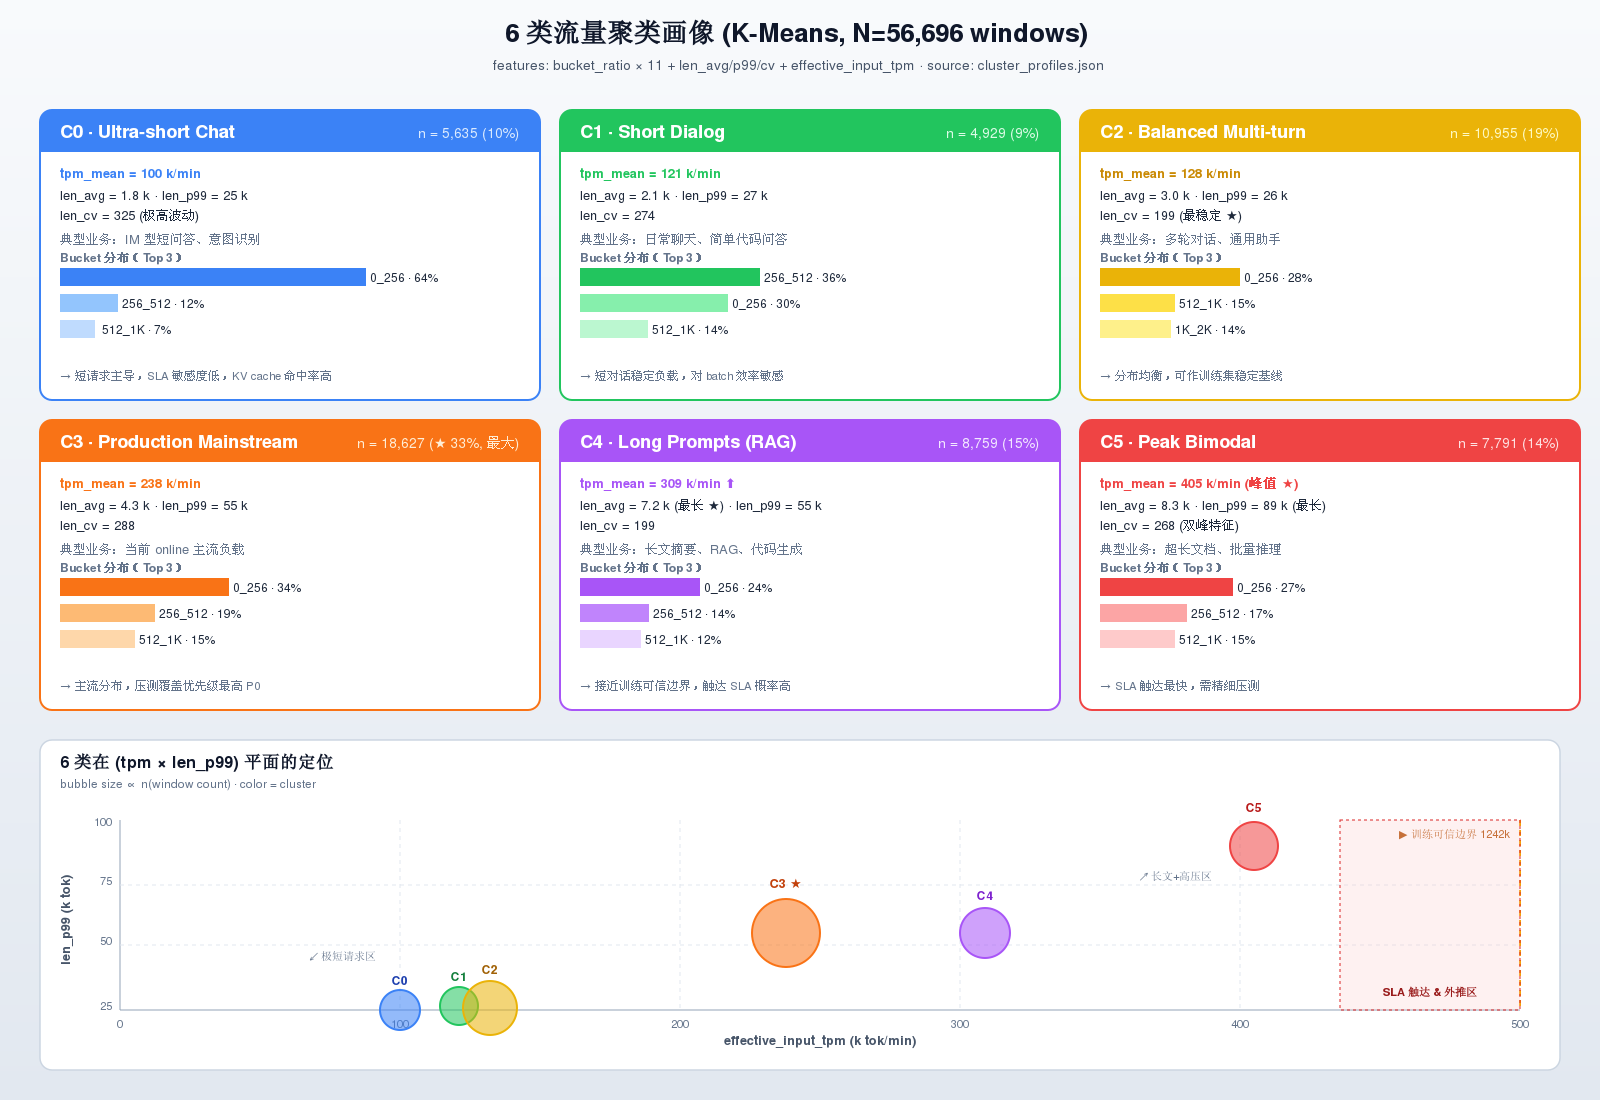 6 类流量聚类画像 (K-Means, N=56,696 windows)
features: bucket_ratio × 11 + len_avg/p99/cv + effective_input_tpm · source: cluster_profiles.json
C0 · Ultra-short Chat
n = 5,635 (10%)
tpm_mean = 100 k/min
len_avg = 1.8 k · len_p99 = 25 k
len_cv = 325 (极高波动)
典型业务：IM 型短问答、意图识别
Bucket 分布（Top 3）
0_256 · 64%
256_512 · 12%
512_1K · 7%
→ 短请求主导，SLA 敏感度低，KV cache 命中率高
C1 · Short Dialog
n = 4,929 (9%)
tpm_mean = 121 k/min
len_avg = 2.1 k · len_p99 = 27 k
len_cv = 274
典型业务：日常聊天、简单代码问答
Bucket 分布（Top 3）
256_512 · 36%
0_256 · 30%
512_1K · 14%
→ 短对话稳定负载，对 batch 效率敏感
C2 · Balanced Multi-turn
n = 10,955 (19%)
tpm_mean = 128 k/min
len_avg = 3.0 k · len_p99 = 26 k
len_cv = 199 (最稳定 ★)
典型业务：多轮对话、通用助手
Bucket 分布（Top 3）
0_256 · 28%
512_1K · 15%
1K_2K · 14%
→ 分布均衡，可作训练集稳定基线
C3 · Production Mainstream
n = 18,627 (★ 33%, 最大)
tpm_mean = 238 k/min
len_avg = 4.3 k · len_p99 = 55 k
len_cv = 288
典型业务：当前 online 主流负载
Bucket 分布（Top 3）
0_256 · 34%
256_512 · 19%
512_1K · 15%
→ 主流分布，压测覆盖优先级最高 P0
C4 · Long Prompts (RAG)
n = 8,759 (15%)
tpm_mean = 309 k/min ⬆
len_avg = 7.2 k (最长 ★) · len_p99 = 55 k
len_cv = 199
典型业务：长文摘要、RAG、代码生成
Bucket 分布（Top 3）
0_256 · 24%
256_512 · 14%
512_1K · 12%
→ 接近训练可信边界，触达 SLA 概率高
C5 · Peak Bimodal
n = 7,791 (14%)
tpm_mean = 405 k/min (峰值 ★)
len_avg = 8.3 k · len_p99 = 89 k (最长)
len_cv = 268 (双峰特征)
典型业务：超长文档、批量推理
Bucket 分布（Top 3）
0_256 · 27%
256_512 · 17%
512_1K · 15%
→ SLA 触达最快，需精细压测
6 类在 (tpm × len_p99) 平面的定位
bubble size ∝ n(window count) · color = cluster
C5
100
▶ 训练可信边界 1242k
↗ 长文+高压区
75
C3 ★
C4
50
↙ 极短请求区
C0
C1
C2
SLA 触达 & 外推区
25
len_p99 (k tok)
0
100
200
300
400
500
effective_input_tpm (k tok/min)